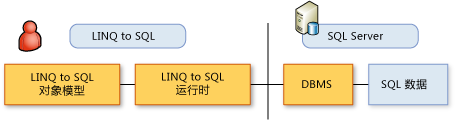 LINQ to SQL
SQL Server
LINQ to SQL
对象模型
LINQ to SQL
运行时
DBMS
SQL 数据